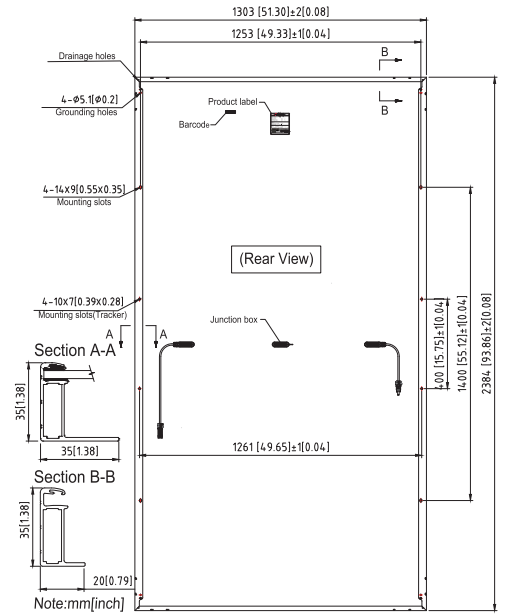 1303 [51.30]±2[0.08]
1253 [49.33]±1[0.04]
B
Drainage holes
4-Ø5.1[Ø0.2]
Grounding holes
Product label
Barcode
B
4-14x9[0.55x0.35]
Mounting slots
(Rear View)
4-10x7[0.39x0.28]
Mounting slots(Tracker)
A
A
Junction box
400 [15.75]±1[0.04]
1400 [55.12]±1[0.04]
2384 [93.86]±2[0.08]
Section A-A
35[1.38]
35[1.38]
1261 [49.65]±1[0.04]
Section B-B
35[1.38]
20[0.79]
Note:mm[inch]